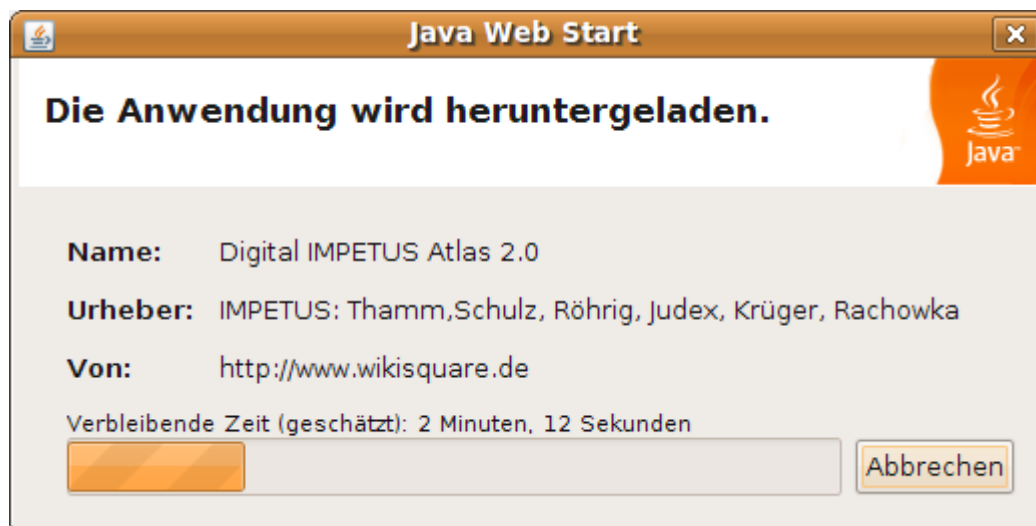 Java Web Start
Die Anwendung wird heruntergeladen.
Java
Name: Digital IMPETUS Atlas 2.0
Urheber: IMPETUS: Thamm,Schulz, Röhrig, Judex, Krüger, Rachowka
Von: http://www.wikisquare.de
Verbleibende Zeit (geschätzt): 2 Minuten, 12 Sekunden
Abbrechen